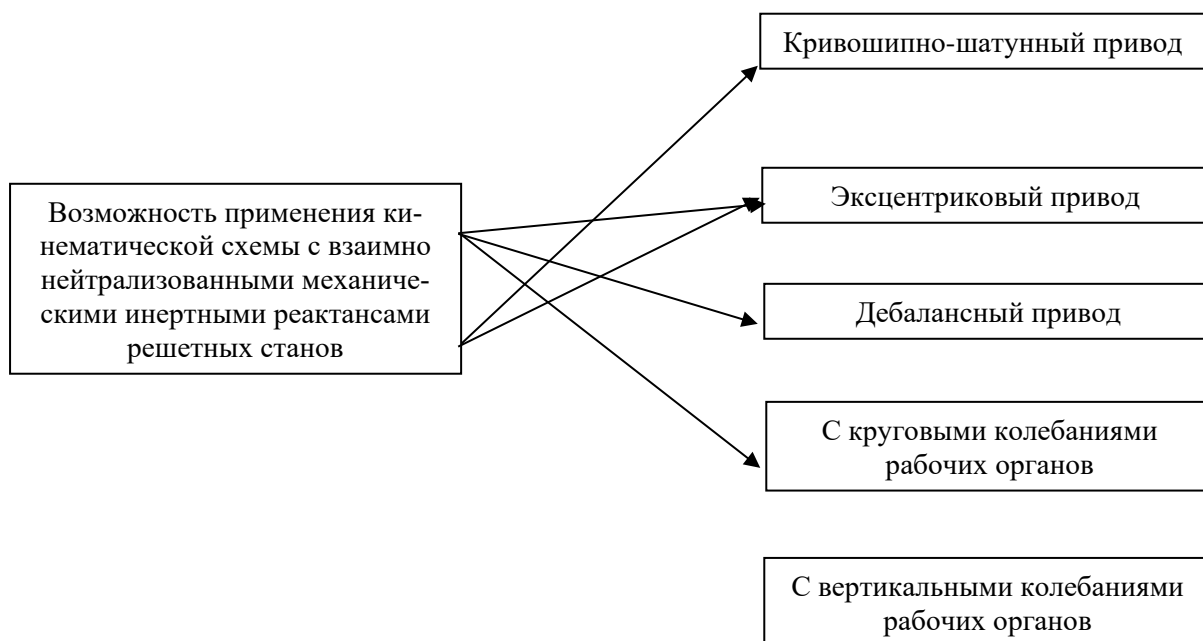 Кривошипно-шатунный привод
Возможность применения ки-
нематической схемы с взаимно
нейтрализованными механиче-
скими инертными реактансами
решетных станов
Эксцентриковый привод
Дебалансный привод
С круговыми колебаниями
рабочих органов
С вертикальными колебаниями
рабочих органов